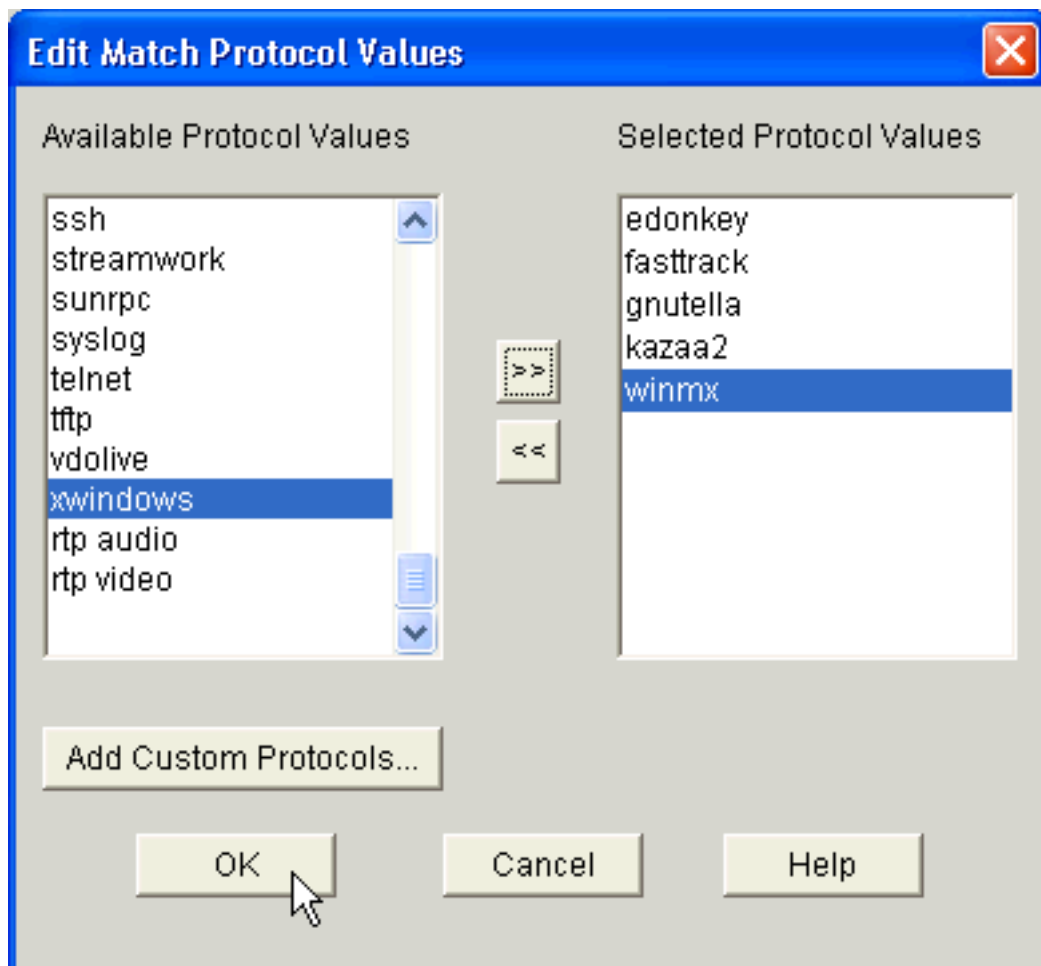 Edit Match Protocol Values
Available Protocol Values
ssh
streamwork
sunrpc
syslog
telnet
tftp
vdolive
xwindows
rtp audio
rtp video
>>
<<
Selected Protocol Values
edonkey
fasttrack
gnutella
kazaa2
winmx
Add Custom Protocols...
OK
Cancel
Help